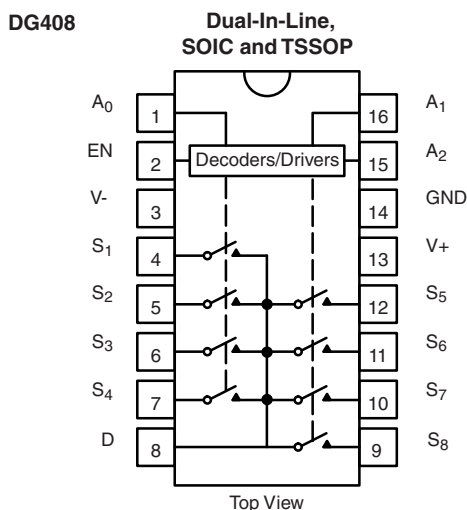 DG408
Dual-In-Line,
SOIC and TSSOP
A0 1 16 A1
EN 2 Decoders/Drivers 15 A2
V- 3 14 GND
S1 4 13 V+
S2 5 12 S5
S3 6 11 S6
S4 7 10 S7
D 8 9 S8
Top View